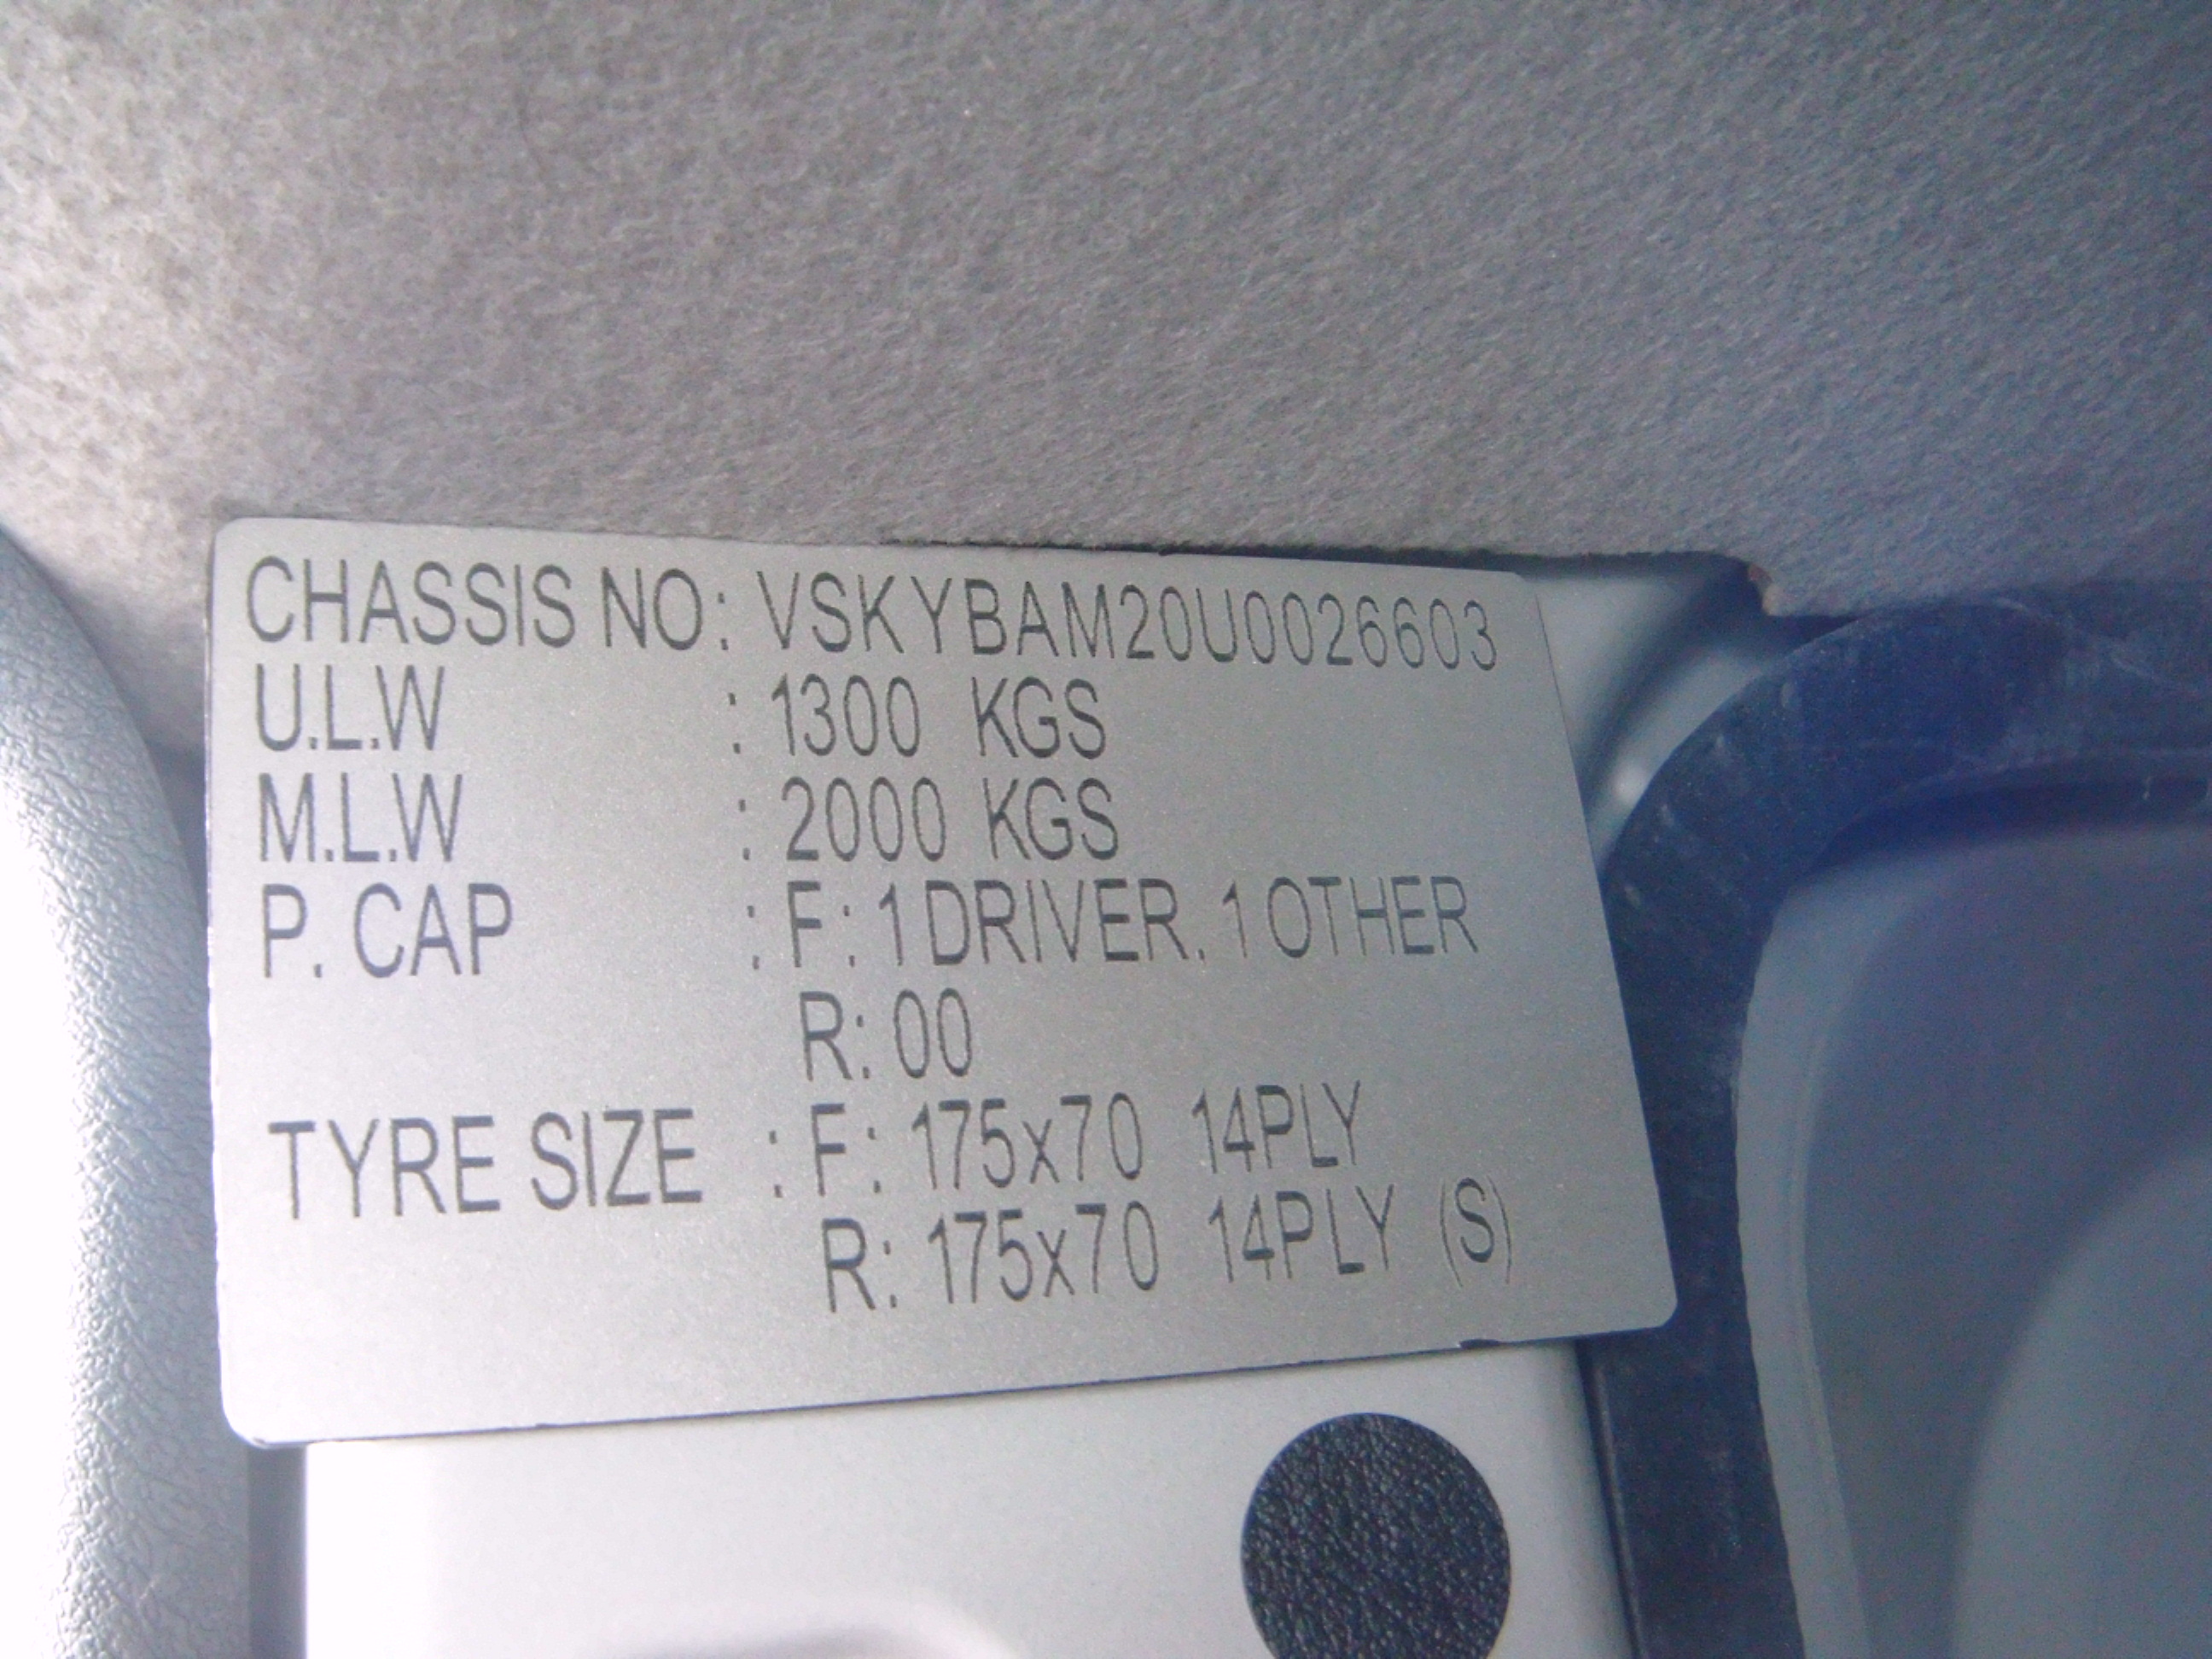 CHASSIS NO: VSKYBAM20U0026603
U.L.W : 1300 KGS
M.L.W : 2000 KGS
P. CAP : F: 1 DRIVER. 1 OTHER
R: 00
TYRE SIZE : F: 175x70 14PLY
R: 175x70 14PLY (S)